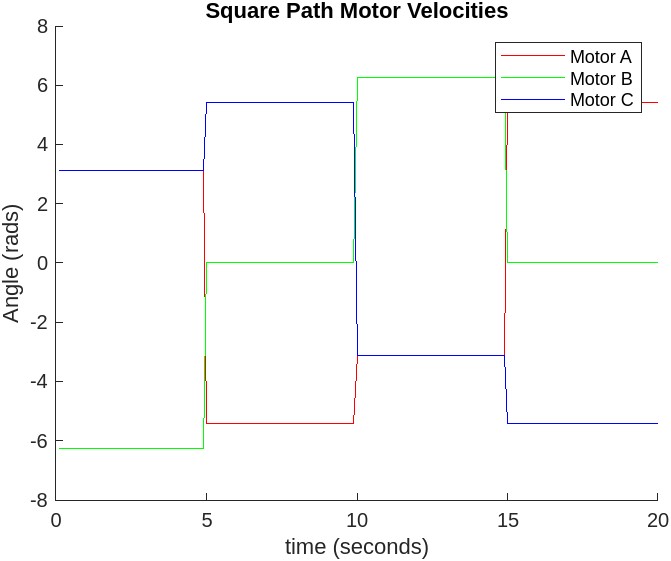 Square Path Motor Velocities
8
6
4
2
0
-2
-4
-6
-8
Angle (rads)
Motor A
Motor B
Motor C
0 5 10 15 20
time (seconds)